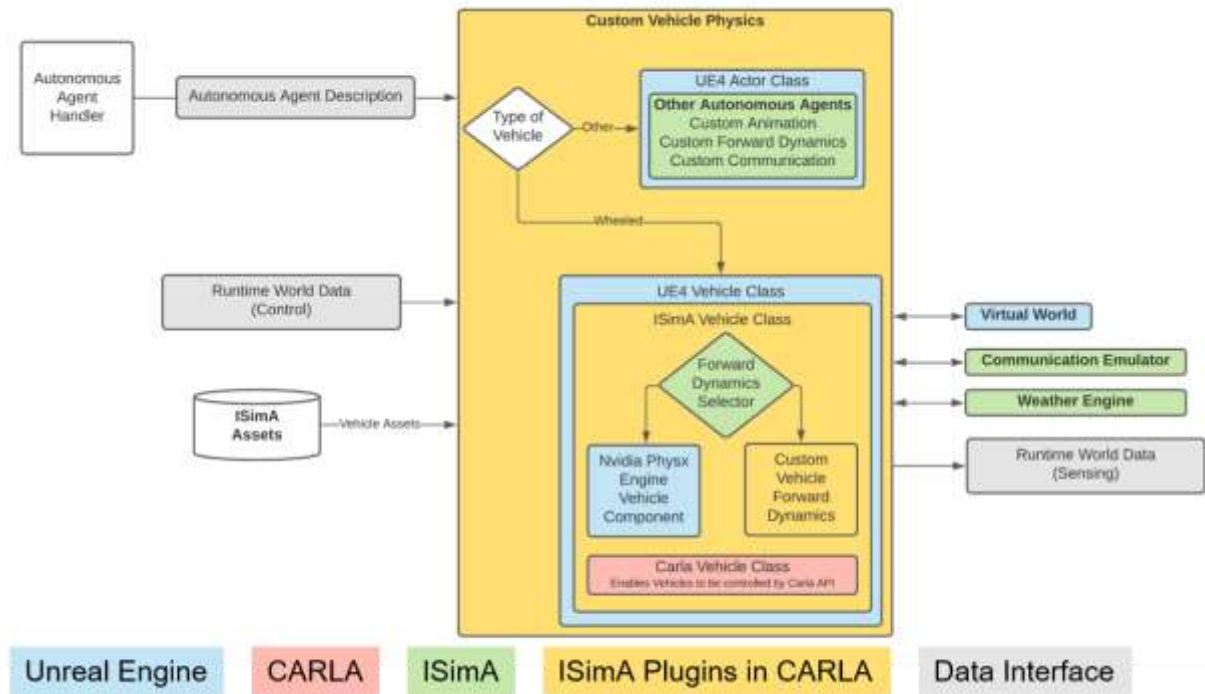 Custom Vehicle Physics
Autonomous
Agent
Handler
Autonomous Agent Description
Type of
Vehicle
Other
UE4 Actor Class
Other Autonomous Agents
Custom Animation
Custom Forward Dynamics
Custom Communication
Wheeled
Runtime World Data
(Control)
ISimA
Assets
Vehicle Assets
UE4 Vehicle Class
ISimA Vehicle Class
Forward
Dynamics
Selector
Nvidia Physx
Engine
Vehicle
Component
Custom
Vehicle
Forward
Dynamics
Carla Vehicle Class
Enables Vehicles to be controlled by Carla API
Virtual World
Communication Emulator
Weather Engine
Runtime World Data
(Sensing)
Unreal Engine
CARLA
ISimA
ISimA Plugins in CARLA
Data Interface